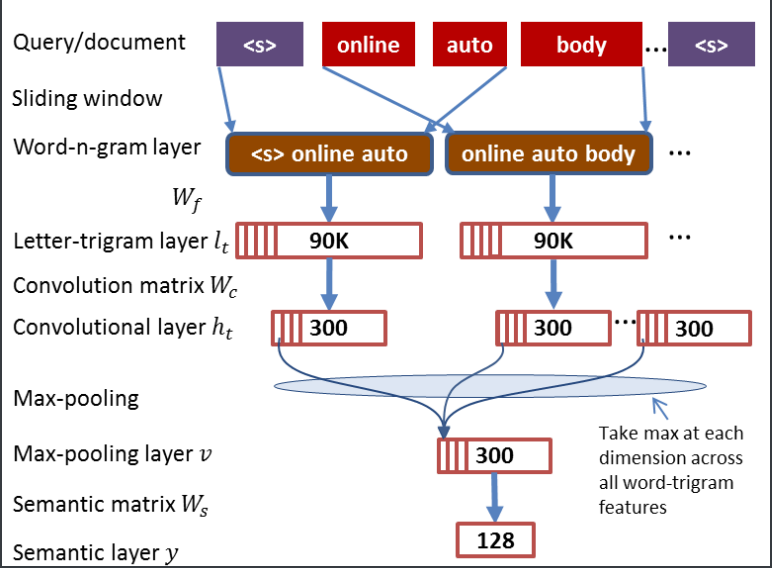 Query/document <s> online auto body ... <s>
Sliding window
Word-n-gram layer <s> online auto online auto body ...
W_f
Letter-trigram layer l_t 90K 90K ...
Convolution matrix W_c
Convolutional layer h_t 300 300 ... 300
Max-pooling
Take max at each
dimension across
all word-trigram
features
Max-pooling layer v 300
Semantic matrix W_s
Semantic layer y 128